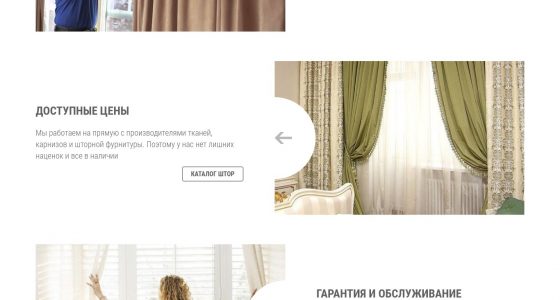 ДОСТУПНЫЕ ЦЕНЫ
Мы работаем на прямую с производителями тканей,
карнизов и шторной фурнитуры. Поэтому у нас нет лишних
наценок и все в наличии
КАТАЛОГ ШТОР
ГАРАНТИЯ И ОБСЛУЖИВАНИЕ